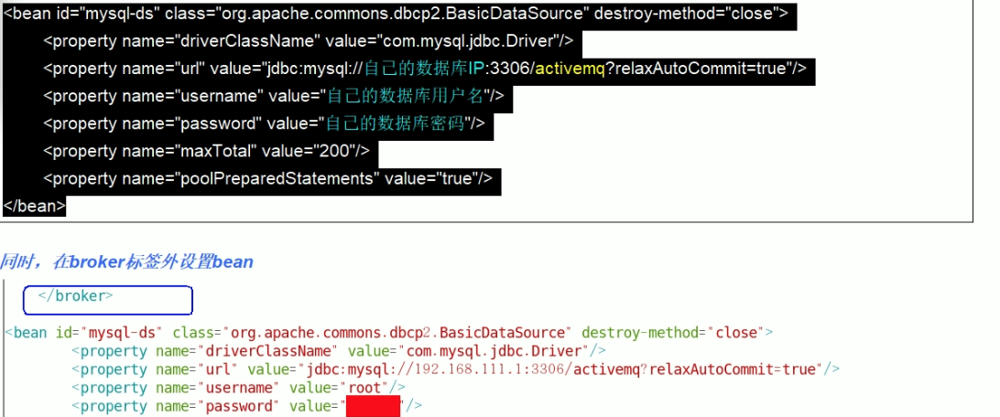 <bean id="mysql-ds" class="org.apache.commons.dbcp2.BasicDataSource" destroy-method="close">
<property name="driverClassName" value="com.mysql.jdbc.Driver"/>
<property name="url" value="jdbc:mysql://自己的数据库IP:3306/activemq?relaxAutoCommit=true"/>
<property name="username" value="自己的数据库用户名"/>
<property name="password" value="自己的数据库密码"/>
<property name="maxTotal" value="200"/>
<property name="poolPreparedStatements" value="true"/>
</bean>
同时，在broker标签外设置bean
</broker>
<bean id="mysql-ds" class="org.apache.commons.dbcp2.BasicDataSource" destroy-method="close">
<property name="driverClassName" value="com.mysql.jdbc.Driver"/>
<property name="url" value="jdbc:mysql://192.168.111.1:3306/activemq?relaxAutoCommit=true"/>
<property name="username" value="root"/>
<property name="password" value=" "/>